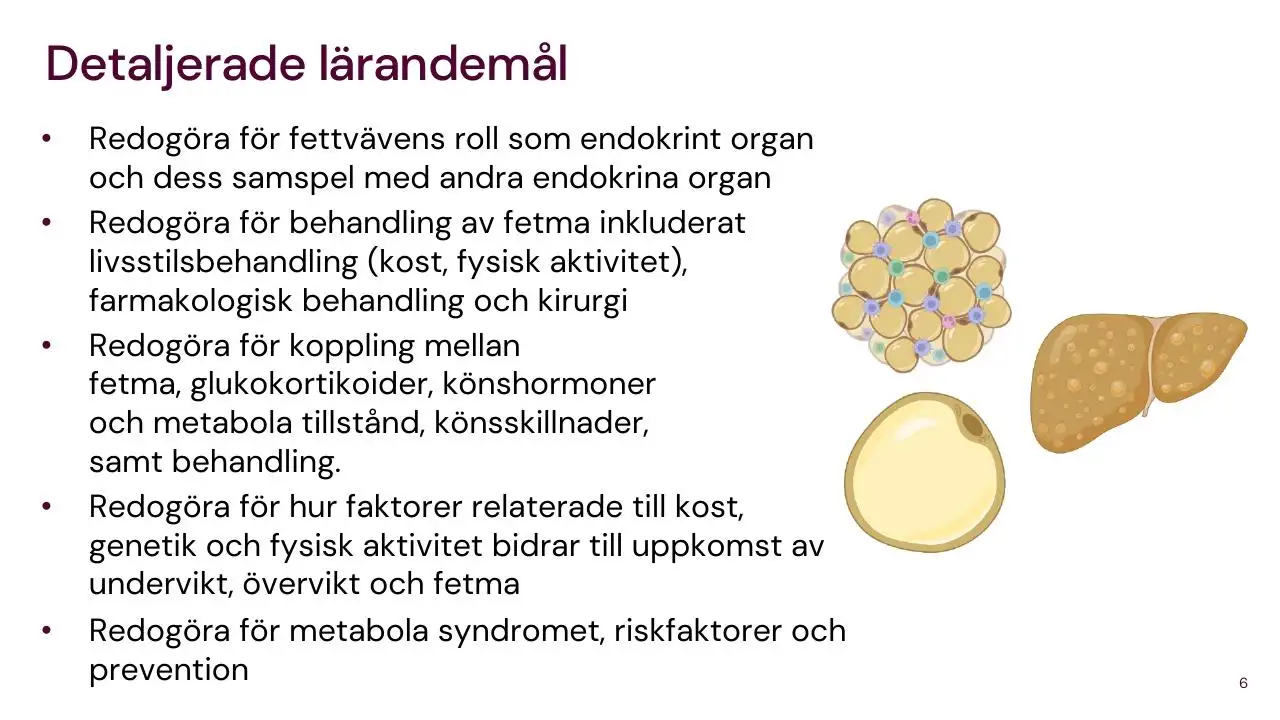 Detaljerade lärandemål
• Redogöra för fettvävens roll som endokrint organ
och dess samspel med andra endokrina organ
• Redogöra för behandling av fetma inkluderat
livsstilsbehandling (kost, fysisk aktivitet),
farmakologisk behandling och kirurgi
• Redogöra för koppling mellan
fetma, glukokortikoider, könshormoner
och metabola tillstånd, könsskillnader,
samt behandling.
• Redogöra för hur faktorer relaterade till kost,
genetik och fysisk aktivitet bidrar till uppkomst av
undervikt, övervikt och fetma
• Redogöra för metabola syndromet, riskfaktorer och
prevention
6